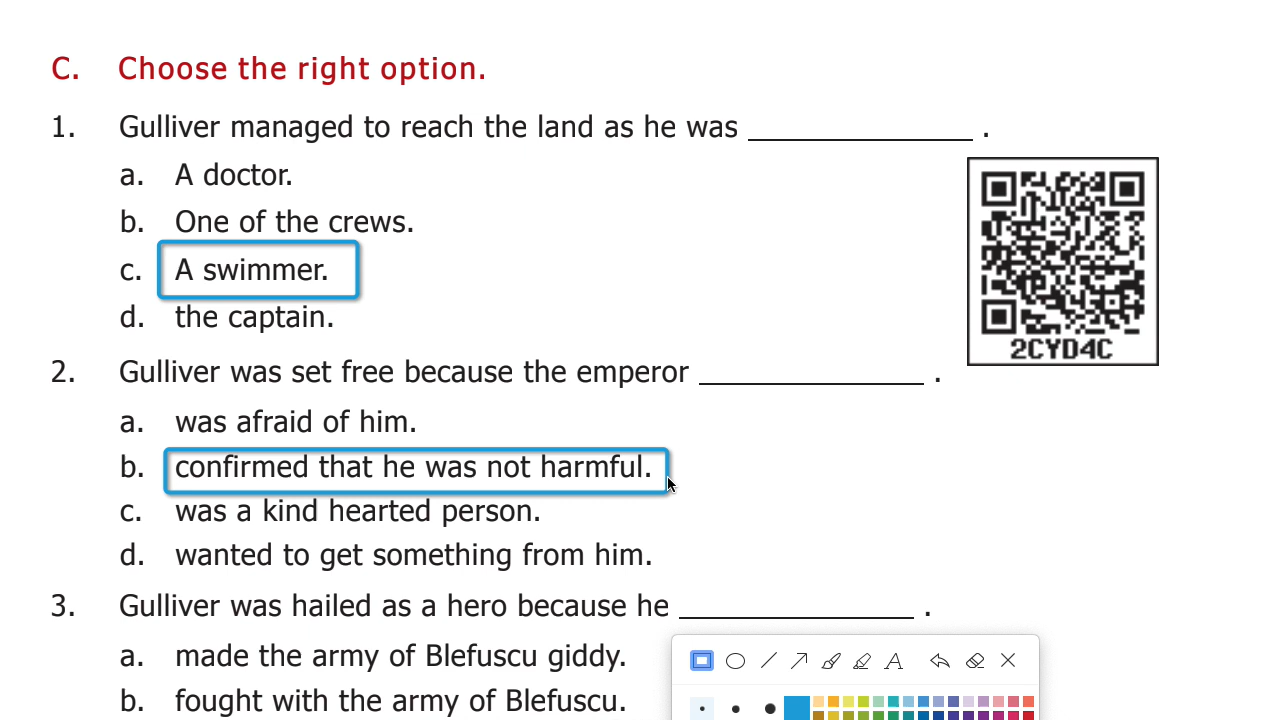 C. Choose the right option.
1. Gulliver managed to reach the land as he was ______________ .
a. A doctor.
b. One of the crews.
c. A swimmer.
d. the captain.
2CYD4C
2. Gulliver was set free because the emperor ______________ .
a. was afraid of him.
b. confirmed that he was not harmful.
c. was a kind hearted person.
d. wanted to get something from him.
3. Gulliver was hailed as a hero because he ______________ .
a. made the army of Blefuscu giddy.
A
b. fought with the army of Blefuscu.